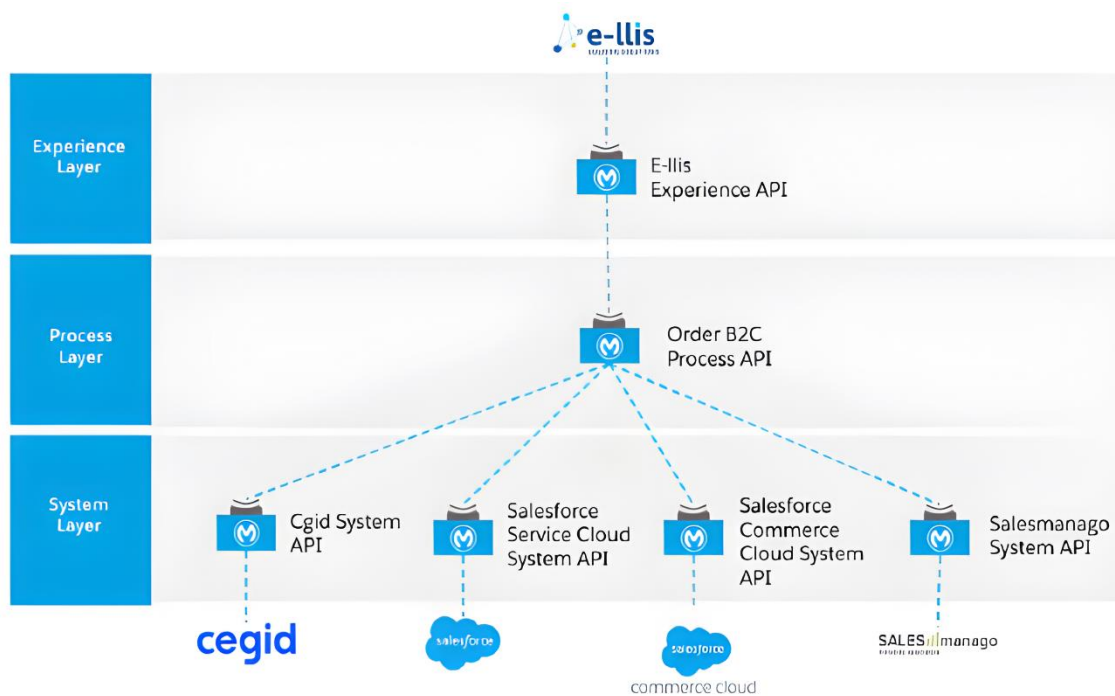 e-llis
Experience
Layer
E-llis
Experience API
Process
Layer
Order B2C
Process API
System
Layer
Cgid System
API
Salesforce
Service Cloud
System API
Salesforce
Commerce
Cloud System
API
Salesmanago
System API
cegid
salesforce
salesforce
commerce cloud
SALESmanago